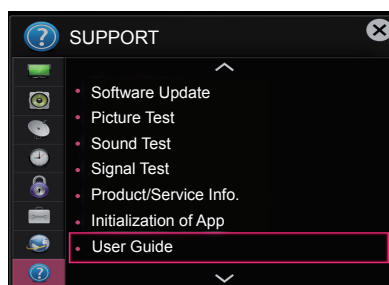 SUPPORT
Software Update
Picture Test
Sound Test
Signal Test
Product/Service Info.
Initialization of App
User Guide